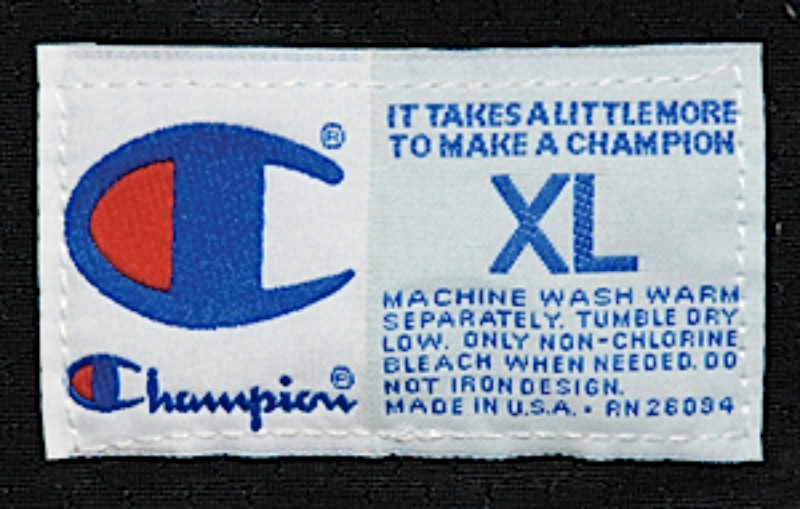 ®
Champion®
IT TAKES A LITTLE MORE
TO MAKE A CHAMPION
XL
MACHINE WASH WARM
SEPARATELY. TUMBLE DRY
LOW. ONLY NON-CHLORINE
BLEACH WHEN NEEDED. DO
NOT IRON DESIGN.
MADE IN U.S.A. • RN 26094